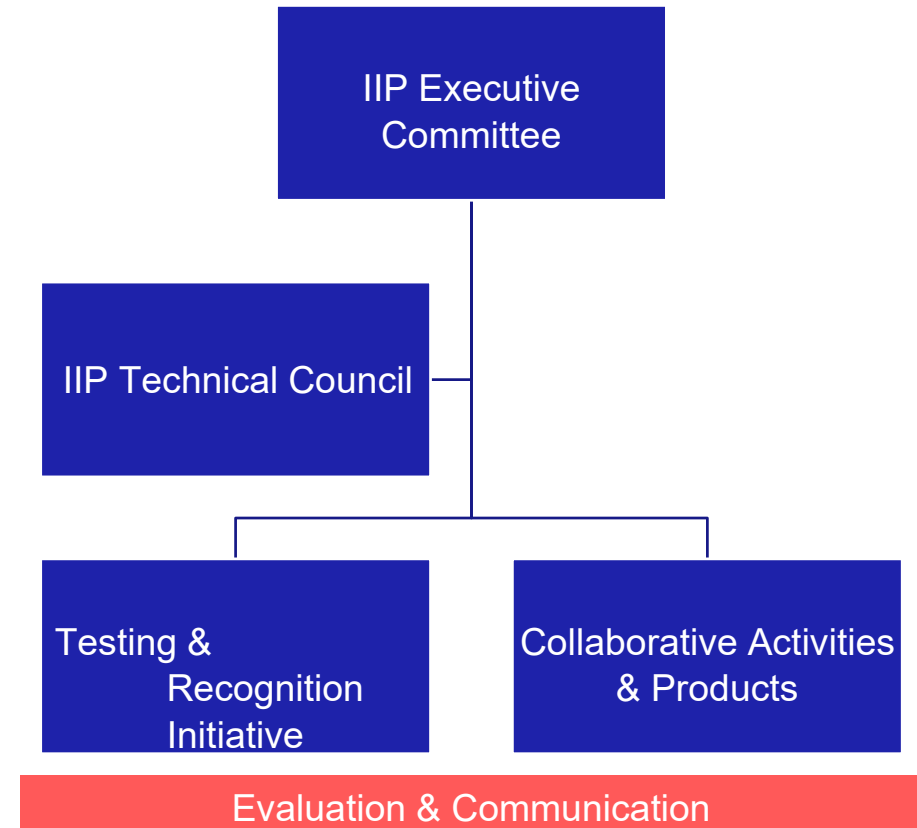 IIP Executive
Committee
IIP Technical Council
Testing &
Recognition
Initiative
Collaborative Activities
& Products
Evaluation & Communication